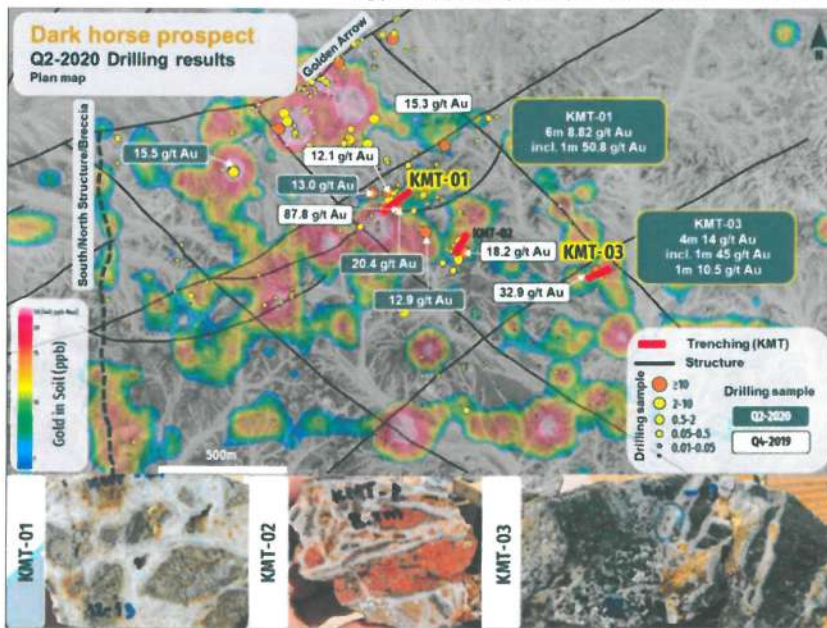 Dark horse prospect
Q2-2020 Drilling results
Plan map
Golden Arrow
N
South/North Structure/Breccia
15.3 g/t Au
KMT-01
6m 8.82 g/t Au
incl. 1m 50.8 g/t Au
15.5 g/t Au
12.1 g/t Au
13.0 g/t Au
KMT-01
87.8 g/t Au
KMT-02
18.2 g/t Au
KMT-03
KMT-03
4m 14 g/t Au
incl. 1m 45 g/t Au
1m 10.5 g/t Au
20.4 g/t Au
32.9 g/t Au
12.9 g/t Au
Gold in Soil (ppb)
500m
Trenching (KMT)
Structure
Drilling sample
≥10
2-10
0.5-2
0.05-0.5
0.01-0.05
Drilling sample
Q2-2020
Q4-2019
KMT-01
12-13
KMT-02
KMT-2
KMT-03